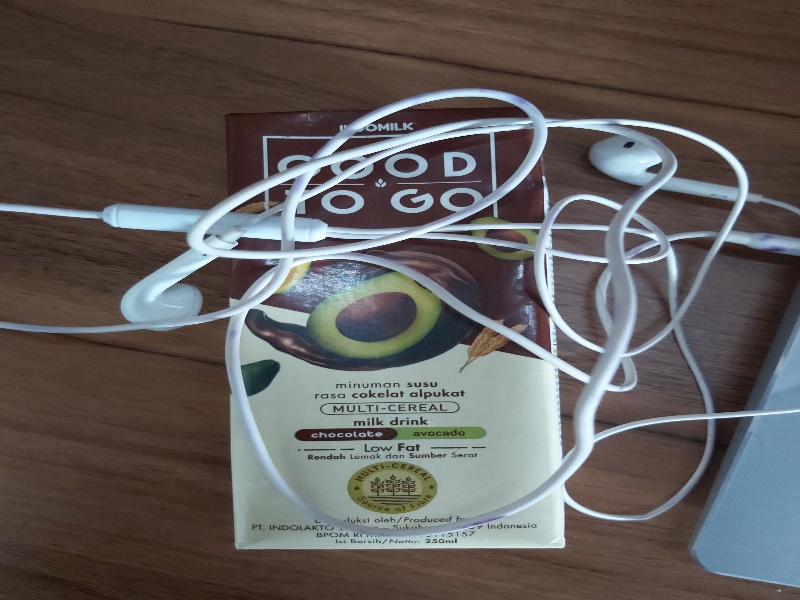 INDOMILK
GOOD
TO GO
minuman susu
rasa cokelat alpukat
MULTI-CEREAL
milk drink
chocolate avocado
Low Fat
Rendah Lemak dan Sumber Serat
MULTI-CEREAL
Source of Fibre
oleh/Produced by
PT. INDOLAKTO Indonesia
BPOM RI
Isi Bersih/Netto: 250ml